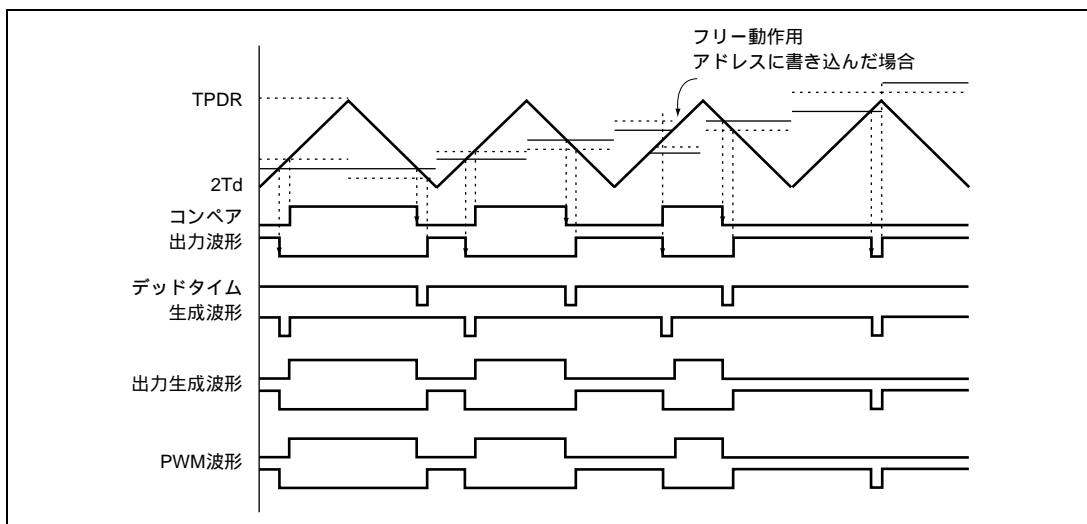 フリー動作用
アドレスに書き込んだ場合
TPDR
2Td
コンペア
出力波形
デッドタイム
生成波形
出力生成波形
PWM波形